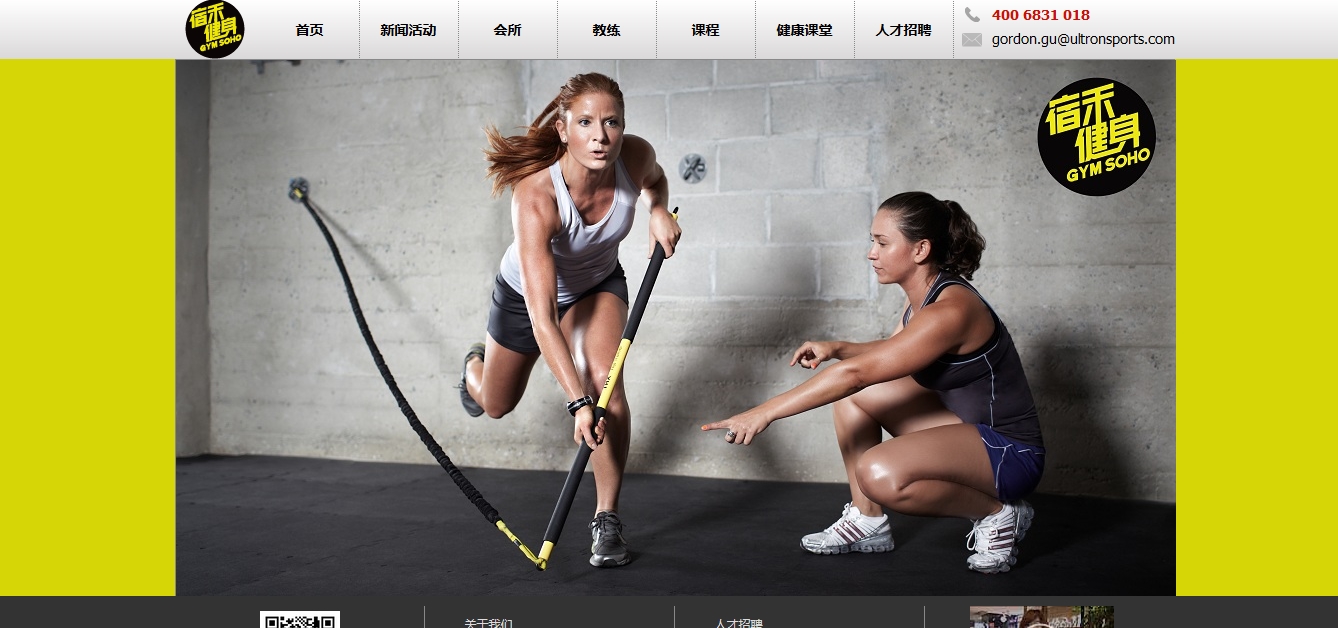 宿禾
健身
GYM SOHO
首页
新闻活动
会所
教练
课程
健康课堂
人才招聘
400 6831 018
gordon.gu@ultronsports.com
宿禾
健身
GYM SOHO
关于我们
人才招聘